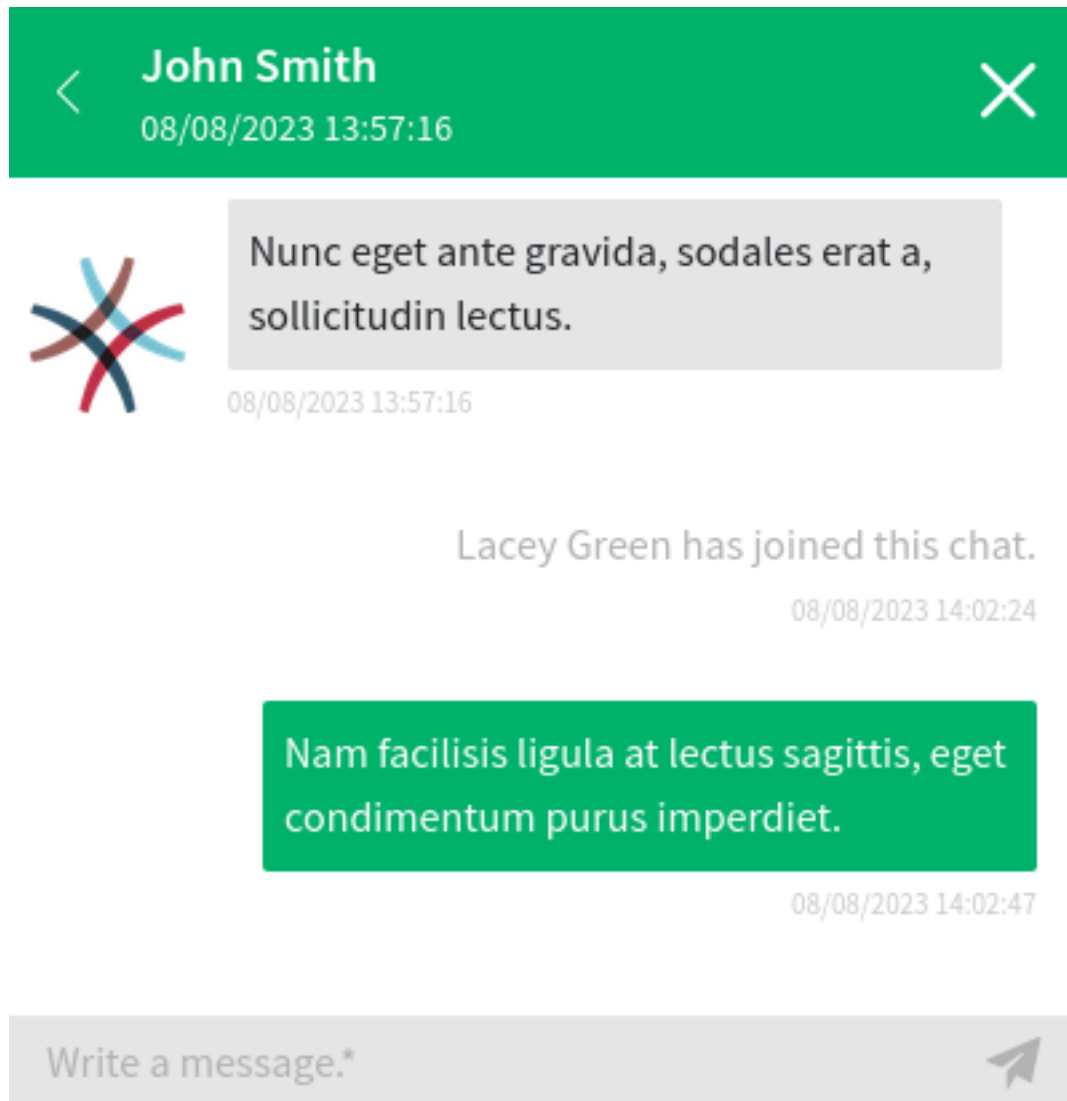 John Smith
08/08/2023 13:57:16
Nunc eget ante gravida, sodales erat a,
sollicitudin lectus.
08/08/2023 13:57:16
Lacey Green has joined this chat.
08/08/2023 14:02:24
Nam facilisis ligula at lectus sagittis, eget
condimentum purus imperdiet.
08/08/2023 14:02:47
Write a message.*